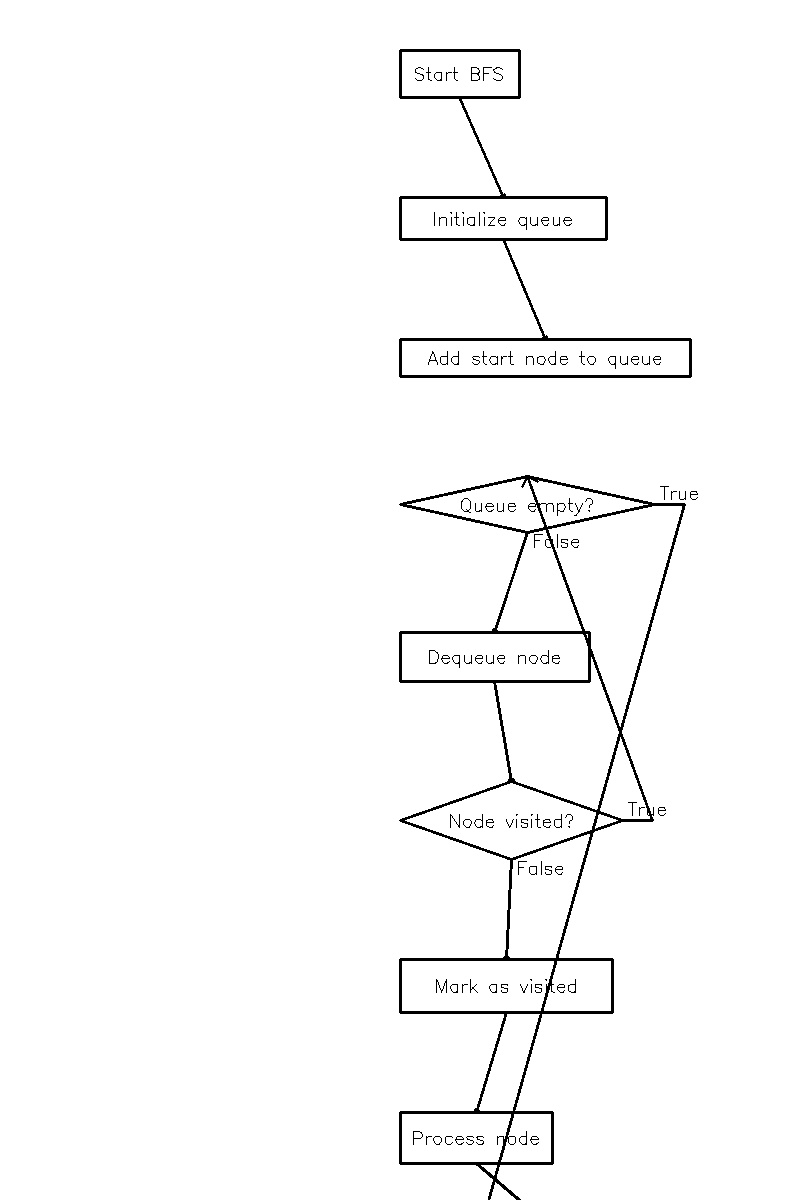 Start BFS
Initialize queue
Add start node to queue
True
Queue empty?
False
Dequeue node
True
Node visited?
False
Mark as visited
Process node